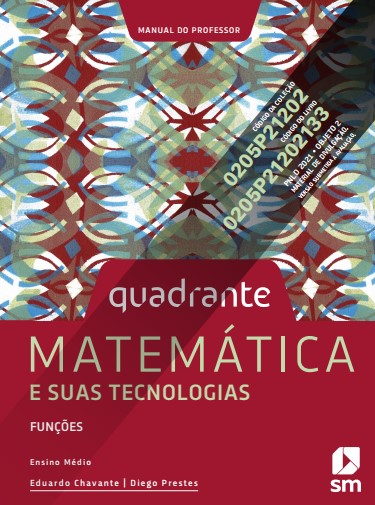 MANUAL DO PROFESSOR
CÓDIGO DA COLEÇÃO
0205P21202
CÓDIGO DO LIVRO
0205P21202133
PNLD 2021 • OBJETO 2
MATERIAL DE DIVULGAÇÃO.
VERSÃO SUBMETIDA À AVALIAÇÃO.
quadrante
MATEMÁTICA
E SUAS TECNOLOGIAS
FUNÇÕES
Ensino Médio
Eduardo Chavante | Diego Prestes
sm